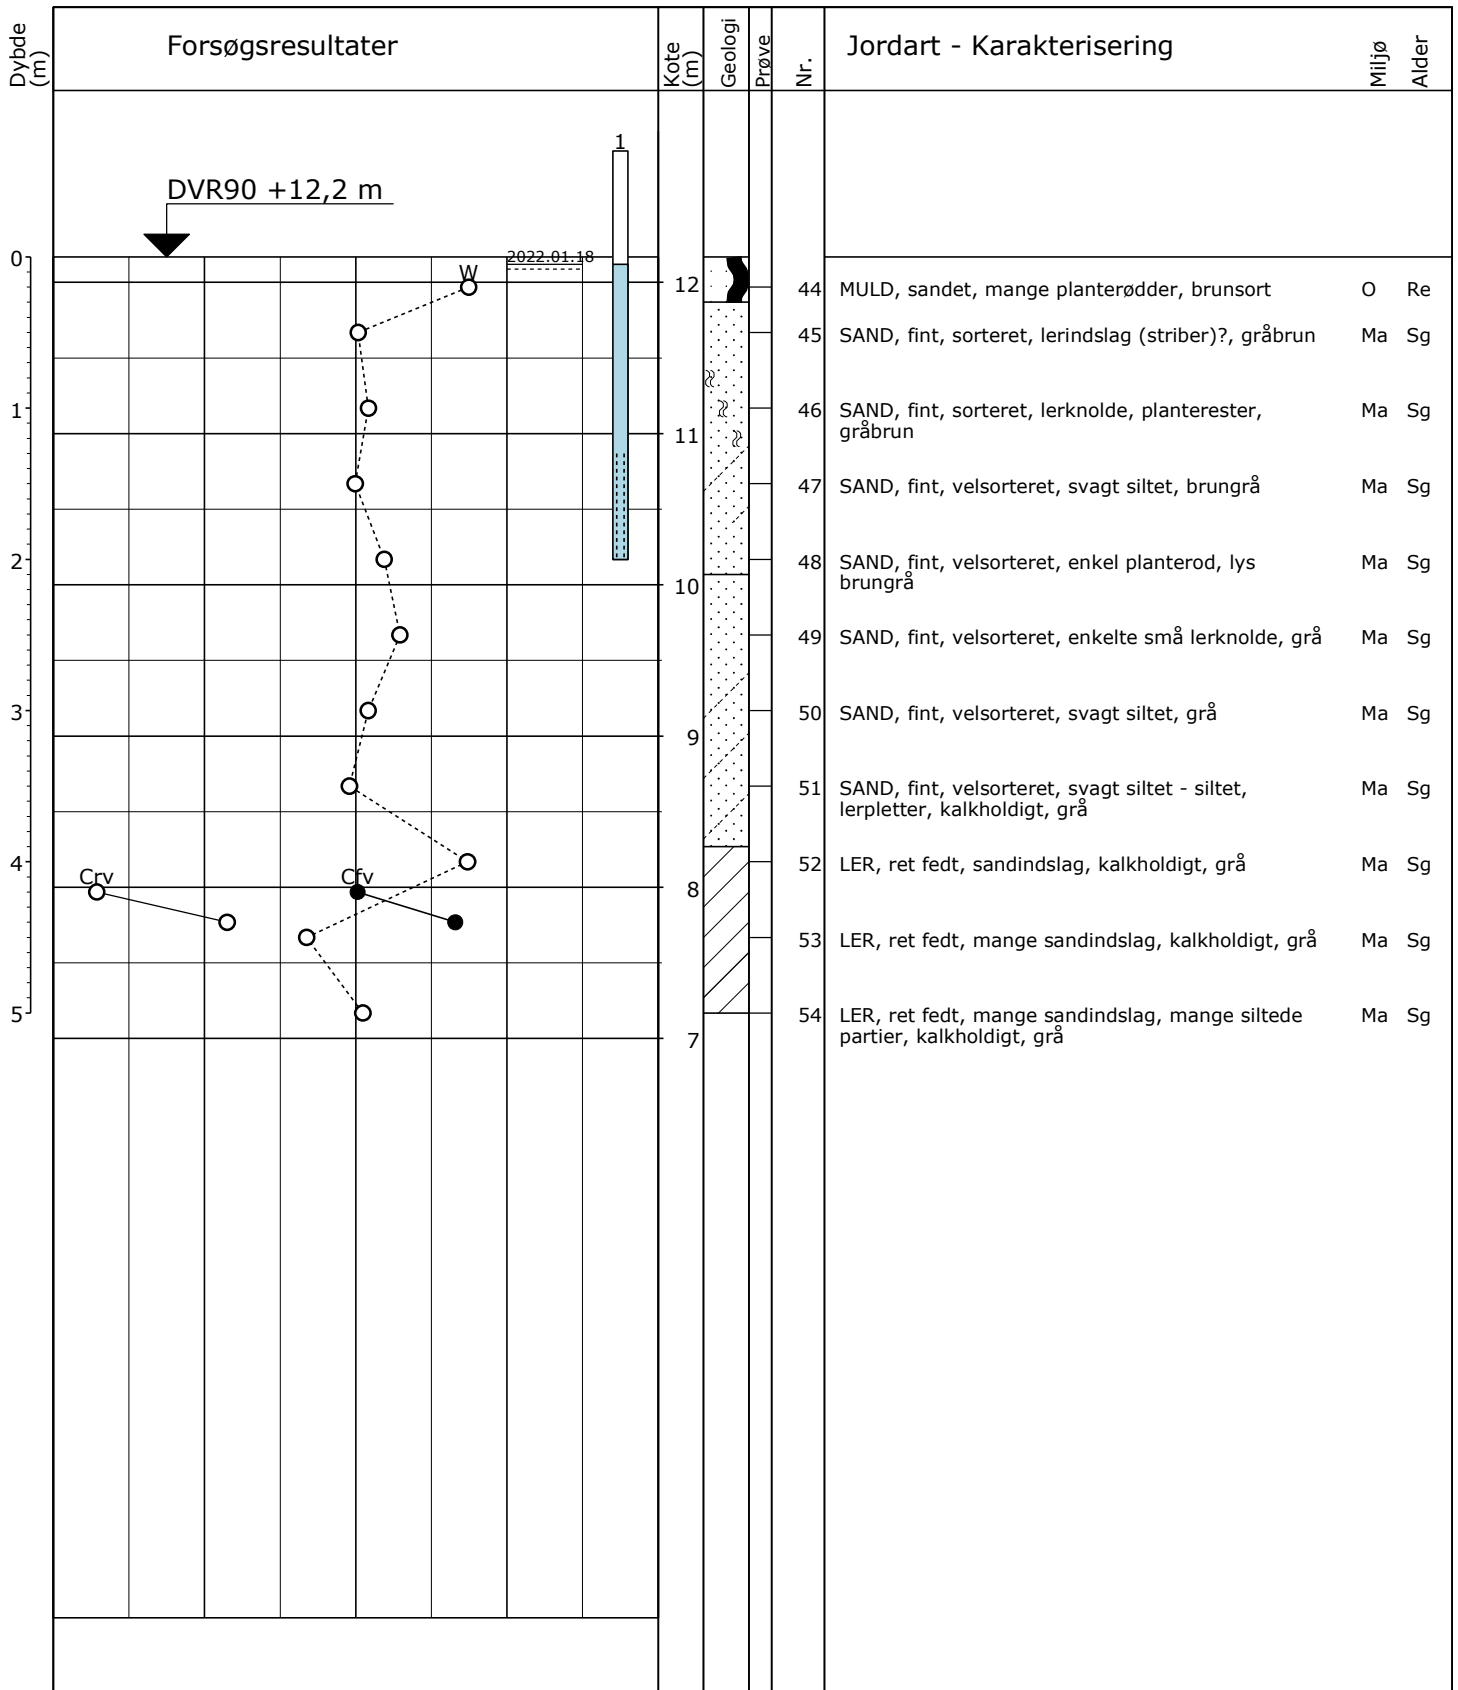 Dybde
(m)
Forsøgsresultater
Kote
(m)
Geologi
Prøve
Nr.
Jordart - Karakterisering
Miljø
Alder
1
DVR90 +12,2 m
2022.01.18
W
0
12
44 MULD, sandet, mange planterødder, brunsort O Re
45 SAND, fint, sorteret, lerindslag (striber)?, gråbrun Ma Sg
1
11
46 SAND, fint, sorteret, lerknolde, planterester, Ma Sg
gråbrun
47 SAND, fint, velsorteret, svagt siltet, brungrå Ma Sg
2
10
48 SAND, fint, velsorteret, enkel planterod, lys Ma Sg
brungrå
49 SAND, fint, velsorteret, enkelte små lerknolde, grå Ma Sg
3
9
50 SAND, fint, velsorteret, svagt siltet, grå Ma Sg
51 SAND, fint, velsorteret, svagt siltet - siltet, Ma Sg
lerpletter, kalkholdigt, grå
4
Crv
Cfv
8
52 LER, ret fedt, sandindslag, kalkholdigt, grå Ma Sg
53 LER, ret fedt, mange sandindslag, kalkholdigt, grå Ma Sg
5
7
54 LER, ret fedt, mange sandindslag, mange siltede Ma Sg
partier, kalkholdigt, grå